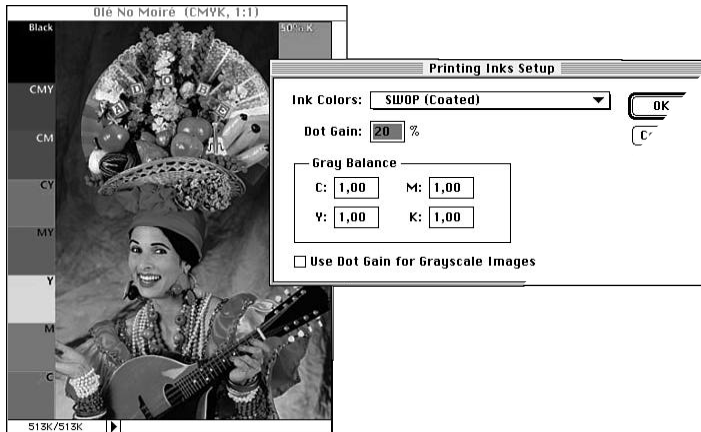 Olé No Moiré (CMYK, 1:1)
Black
50% K
CMY
CM
CY
MY
Y
M
C
ADOBE
513K/513K
Printing Inks Setup
Ink Colors: SWOP (Coated)
OK
Dot Gain: 20 %
Gray Balance
C: 1,00 M: 1,00
Y: 1,00 K: 1,00
Use Dot Gain for Grayscale Images